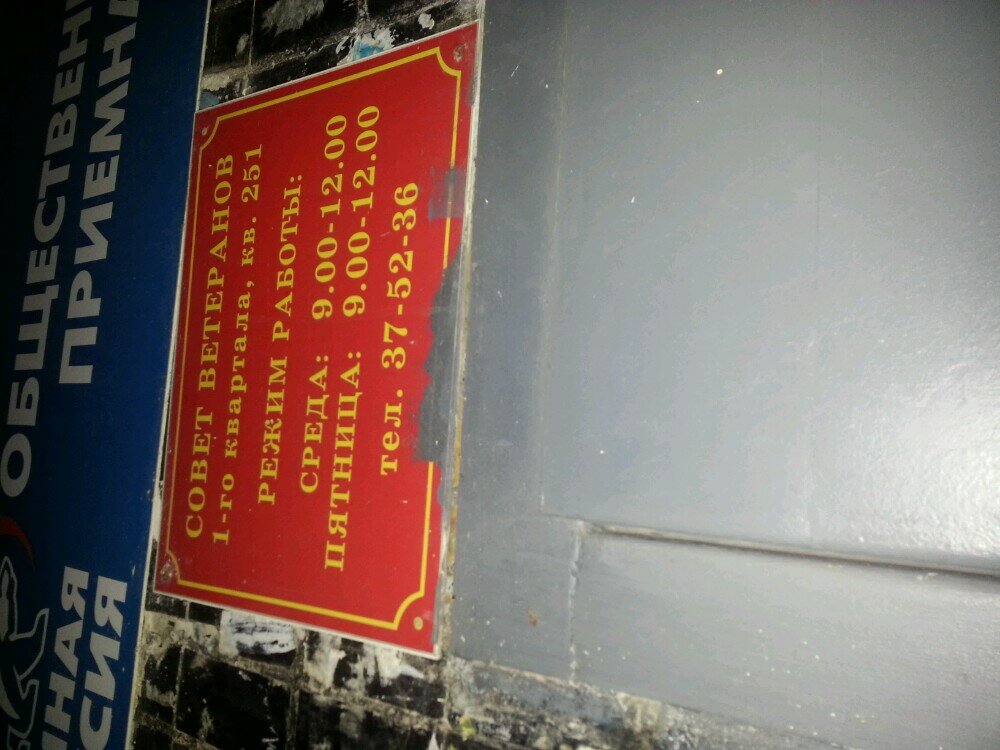 ОБЩЕСТВЕН
ПРИЕМНА
НАЯ
СИЯ
СОВЕТ ВЕТЕРАНОВ
1-го квартала, кв. 251
РЕЖИМ РАБОТЫ:
СРЕДА: 9.00-12.00
ПЯТНИЦА: 9.00-12.00
тел. 37-52-36